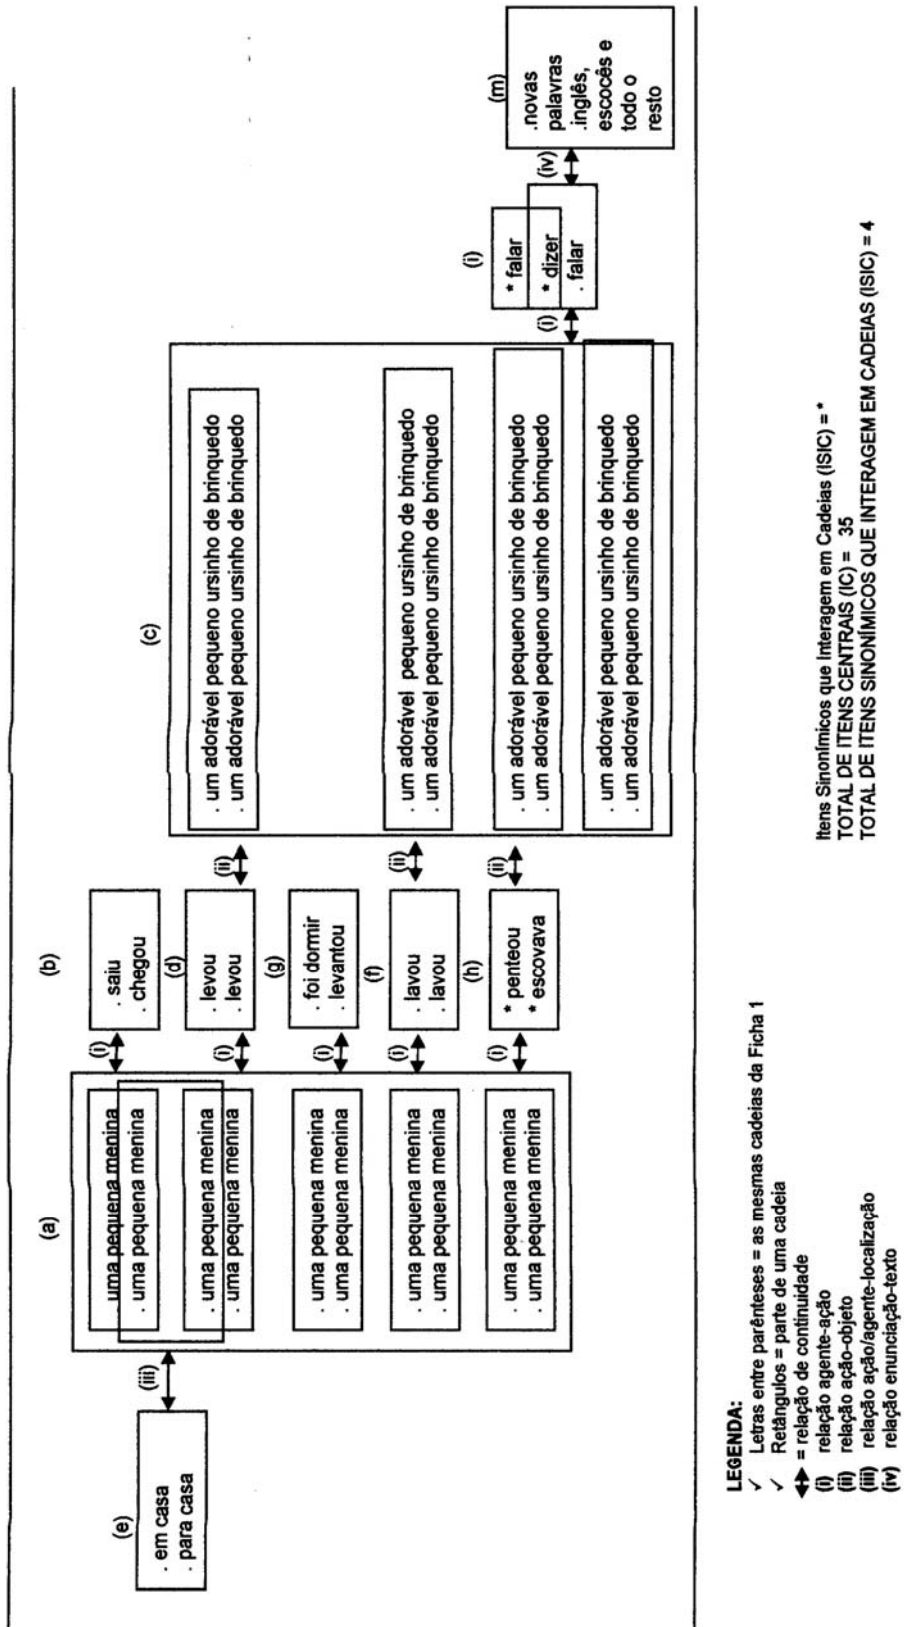 (a)
(b)
(c)
(e)
. em casa
. para casa
(iii)
. uma pequena menina
. uma pequena menina
. uma pequena menina
. uma pequena menina
. uma pequena menina
. uma pequena menina
. uma pequena menina
. uma pequena menina
. uma pequena menina
. uma pequena menina
(i)
(i)
(i)
(i)
(i)
. saiu
. chegou
(d)
. levou
. levou
(g)
. foi dormir
. levantou
(f)
. lavou
. lavou
(h)
* penteou
* escovava
(ii)
(ii)
(ii)
. um adorável pequeno ursinho de brinquedo
. um adorável pequeno ursinho de brinquedo
. um adorável pequeno ursinho de brinquedo
. um adorável pequeno ursinho de brinquedo
. um adorável pequeno ursinho de brinquedo
. um adorável pequeno ursinho de brinquedo
. um adorável pequeno ursinho de brinquedo
. um adorável pequeno ursinho de brinquedo
(i)
(i)
* falar
* dizer
. falar
(iv)
(m)
.novas
palavras
.inglês,
escocês e
todo o
resto
LEGENDA:
✓ Letras entre parênteses = as mesmas cadeias da Ficha 1
✓ Retângulos = parte de uma cadeia
◄► = relação de continuidade
(i) relação agente-ação
(ii) relação ação-objeto
(iii) relação ação/agente-localização
(iv) relação enunciação-texto
Itens Sinonímicos que Interagem em Cadeias (ISIC) = *
TOTAL DE ITENS CENTRAIS (IC) = 35
TOTAL DE ITENS SINONÍMICOS QUE INTERAGEM EM CADEIAS (ISIC) = 4